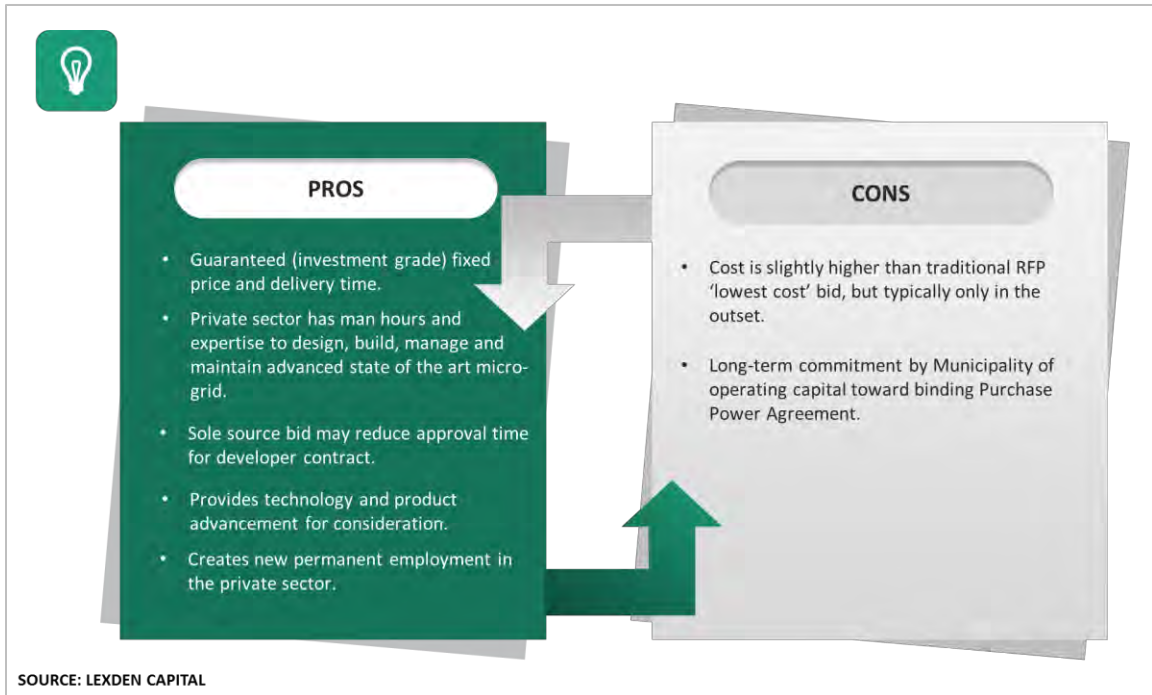 PROS
• Guaranteed (investment grade) fixed
price and delivery time.
• Private sector has man hours and
expertise to design, build, manage and
maintain advanced state of the art micro-
grid.
• Sole source bid may reduce approval time
for developer contract.
• Provides technology and product
advancement for consideration.
• Creates new permanent employment in
the private sector.
CONS
• Cost is slightly higher than traditional RFP
‘lowest cost’ bid, but typically only in the
outset.
• Long-term commitment by Municipality of
operating capital toward binding Purchase
Power Agreement.
SOURCE: LEXDEN CAPITAL